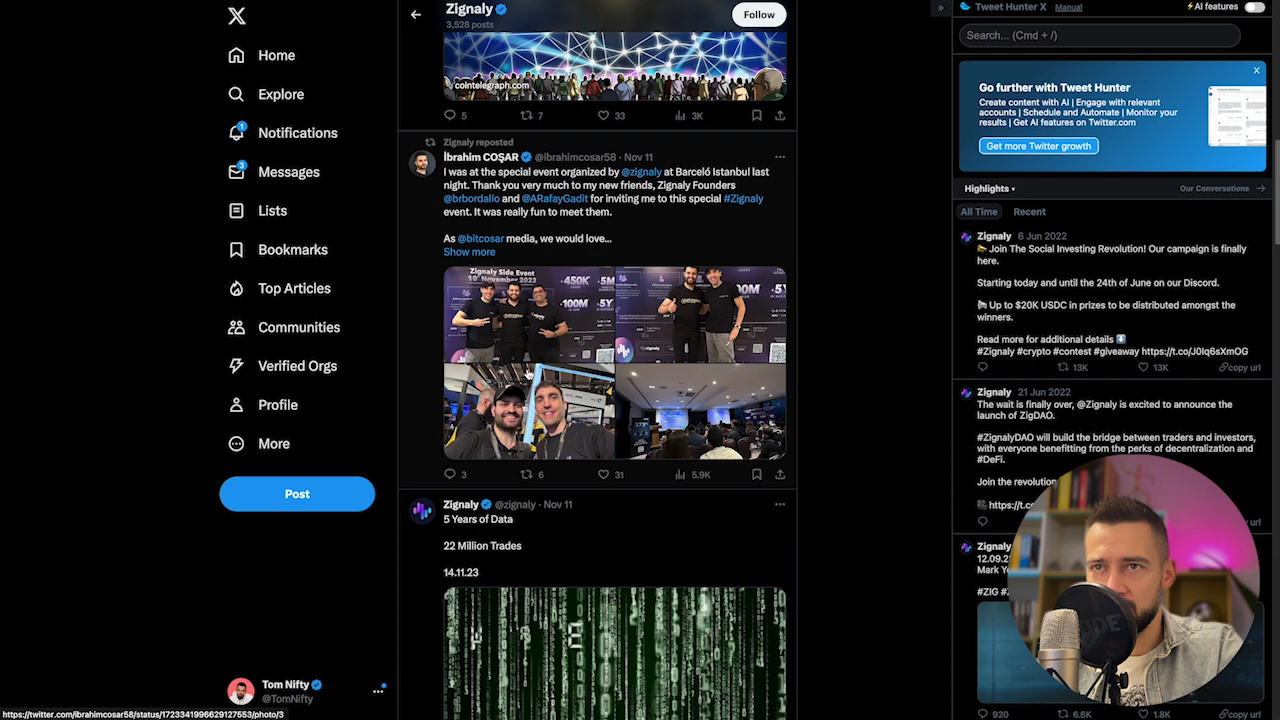 Home
Explore
1
Notifications
3
Messages
Lists
Bookmarks
Top Articles
Communities
Verified Orgs
Profile
More
Post
Tom Nifty
@TomNifty
https://twitter.com/ibrahimcosar58/status/1723341996629127553/photo/3
Zignaly
3,528 posts
Follow
cointelegraph.com
5 7 33 3K
Zignaly reposted
İbrahim COŞAR @ibrahimcosar58 · Nov 11
I was at the special event organized by @zignaly at Barceló Istanbul last
night. Thank you very much to my new friends, Zignaly Founders
@brbordallo and @ARafayGadit for inviting me to this special #Zignaly
event. It was really fun to meet them.
As @bitcosar media, we would love...
Show more
Zignaly Side Event
10 November 2023
450K
100M
3 6 31 5.9K
Zignaly @zignaly · Nov 11
5 Years of Data
22 Million Trades
14.11.23
Tweet Hunter X Manual
⚡AI features
Search... (Cmd + /)
Go further with Tweet Hunter
create content with AI | Engage with relevant
accounts | Schedule and Automate | Monitor your
results | Get AI features on Twitter.com
Get more Twitter growth
Highlights
Our Conversations
All Time Recent
Zignaly 6 Jun 2022
Join The Social Investing Revolution! Our campaign is finally
here.
Starting today and until the 24th of June on our Discord.
Up to $20K USDC in prizes to be distributed amongst the
winners.
Read more for additional details
#Zignaly #crypto #contest #giveaway https://t.co/J0Iq6sXmOG
13K 13K copy url
Zignaly 21 Jun 2022
The wait is finally over, @Zignaly is excited to announce the
launch of ZigDAO.
#ZignalyDAO will build the bridge between traders and investors,
with everyone benefitting from the perks of decentralization and
#DeFi.
Join the revolution
https://t.c
url
Zignaly
12.09.2
Mark Yo
#ZIG #Z
920 6.6K 1.8K copy url